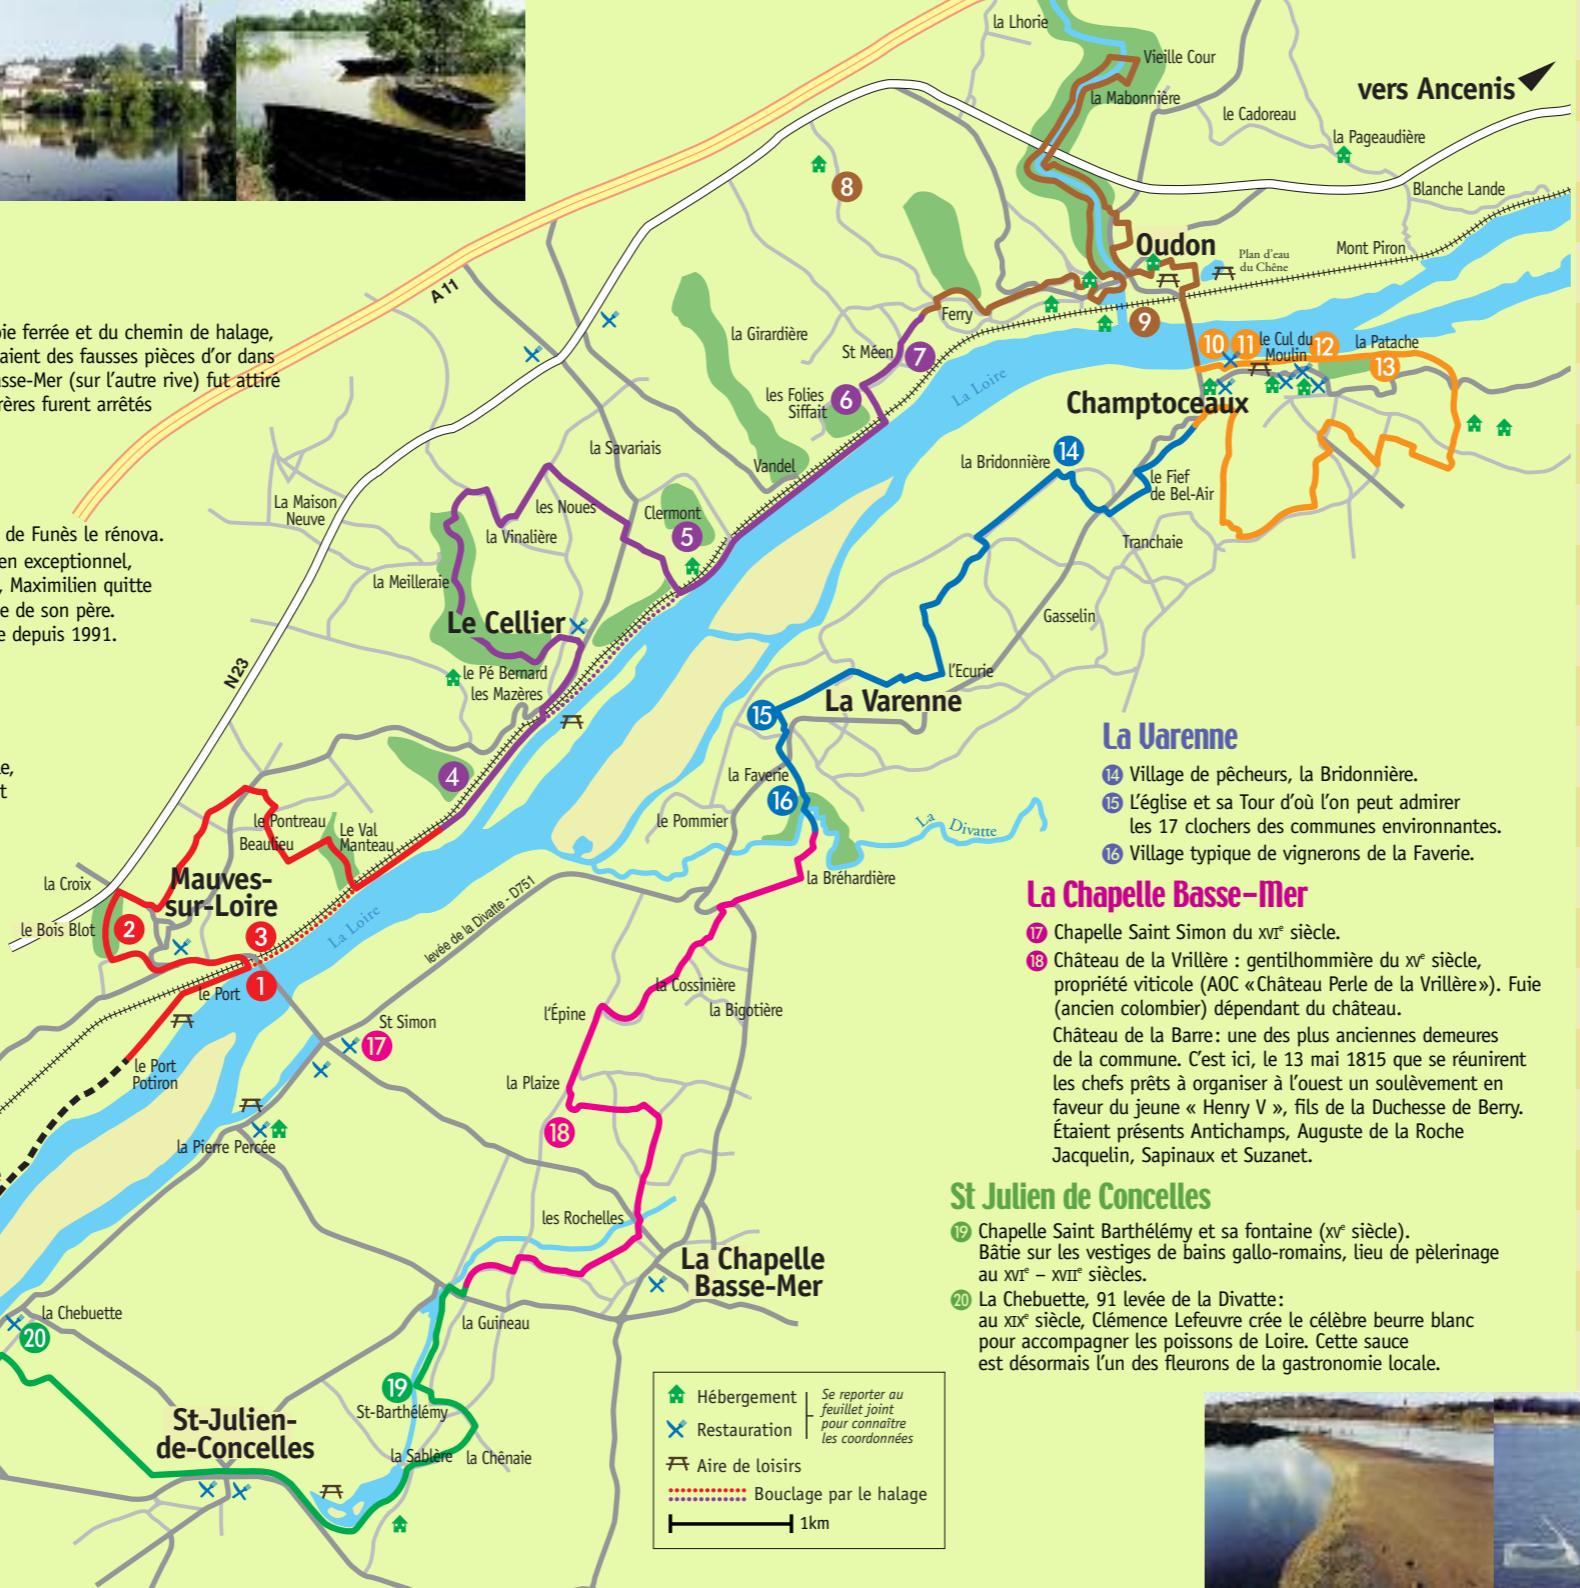 la Lhorie
Vieille Cour
vers Ancenis
la Mabonnière
le Cadoreau
la Pageaudière
8
Blanche Lande
Oudon
Plan d'eau
du Chêne
Mont Piron
A 11
oie ferrée et du chemin de halage,
aient des fausses pièces d'or dans
asse-Mer (sur l'autre rive) fut attiré
rères furent arrêtés
la Girardière
Ferry
9
St Méen
7
10
11
le Cul du
Moulin
12
la Patache
13
La Loire
les Folies
Siffait
6
Champtoceaux
la Savariais
Vandel
la Bridonnière
14
le Fief
de Bel-Air
La Maison
Neuve
les Noues
Clermont
5
la Vinalière
Tranchaie
de Funès le rénova.
en exceptionnel,
, Maximilien quitte
e de son père.
e depuis 1991.
la Meilleraie
Le Cellier
Gasselin
N 23
le Pé Bernard
les Mazères
l'Ecurie
La Varenne
15
4
la Faverie
16
le,
t
le Pontreau
Beaulieu
Le Val
Manteau
le Pommier
La Divatte
la Croix
Mauves-
sur-Loire
la Bréhardière
le Bois Blot
2
3
La Loire
levée de la Divatte - D751
1
le Port
la Cossinière
l'Épine
la Bigotière
St Simon
17
le Port
Potiron
la Plaize
18
la Pierre Percée
les Rochelles
La Chapelle
Basse-Mer
la Chebuette
20
la Guineau
19
St-Barthélémy
St-Julien-
de-Concelles
la Sablère
la Chênaie
La Varenne
14 Village de pêcheurs, la Bridonnière.
15 L'église et sa Tour d'où l'on peut admirer
les 17 clochers des communes environnantes.
16 Village typique de vignerons de la Faverie.
La Chapelle Basse-Mer
17 Chapelle Saint Simon du XVIe siècle.
18 Château de la Vrillère : gentilhommière du XVe siècle,
propriété viticole (AOC «Château Perle de la Vrillère»). Fuie
(ancien colombier) dépendant du château.
Château de la Barre: une des plus anciennes demeures
de la commune. C'est ici, le 13 mai 1815 que se réunirent
les chefs prêts à organiser à l'ouest un soulèvement en
faveur du jeune « Henry V », fils de la Duchesse de Berry.
Étaient présents Antichamps, Auguste de la Roche
Jacquelin, Sapinaux et Suzanet.
St Julien de Concelles
19 Chapelle Saint Barthélémy et sa fontaine (XVe siècle).
Bâtie sur les vestiges de bains gallo-romains, lieu de pèlerinage
au XVIe – XVIIe siècles.
20 La Chebuette, 91 levée de la Divatte:
au XIXe siècle, Clémence Lefeuvre crée le célèbre beurre blanc
pour accompagner les poissons de Loire. Cette sauce
est désormais l'un des fleurons de la gastronomie locale.
Hébergement
Restauration
Se reporter au
feuillet joint
pour connaître
les coordonnées
Aire de loisirs
Bouclage par le halage
1km